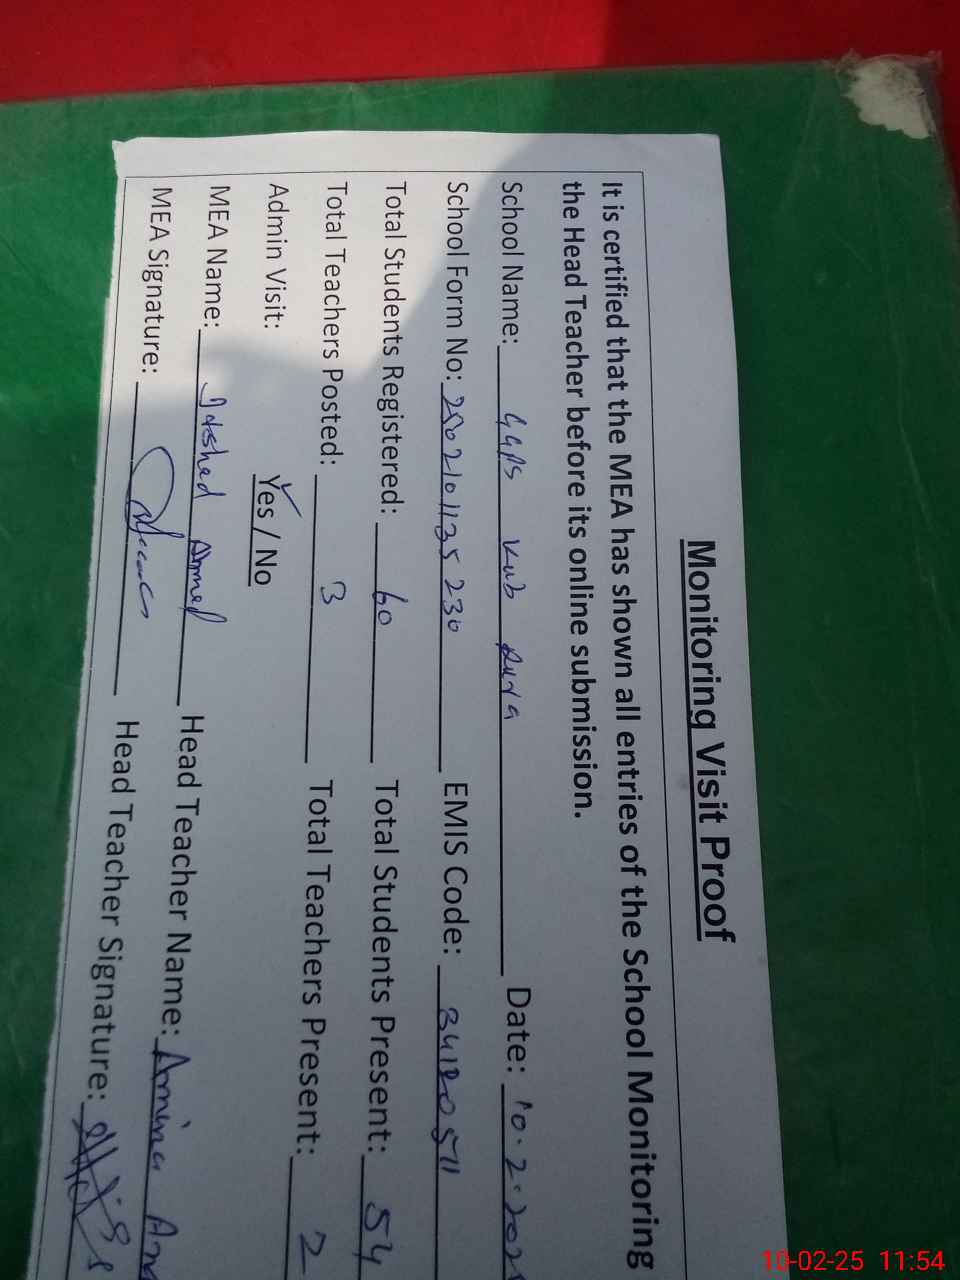 Monitoring Visit Proof
It is certified that the MEA has shown all entries of the School Monitoring
the Head Teacher before its online submission.
School Name: GGPS Date: 10.2.202
School Form No: EMIS Code: 34120511
Total Students Registered: 60 Total Students Present: 54
Total Teachers Posted: 3 Total Teachers Present: 2
Admin Visit: Yes / No
MEA Name: Jamshed Ahmed Head Teacher Name: Amina
MEA Signature: Head Teacher Signature:
10-02-25 11:54